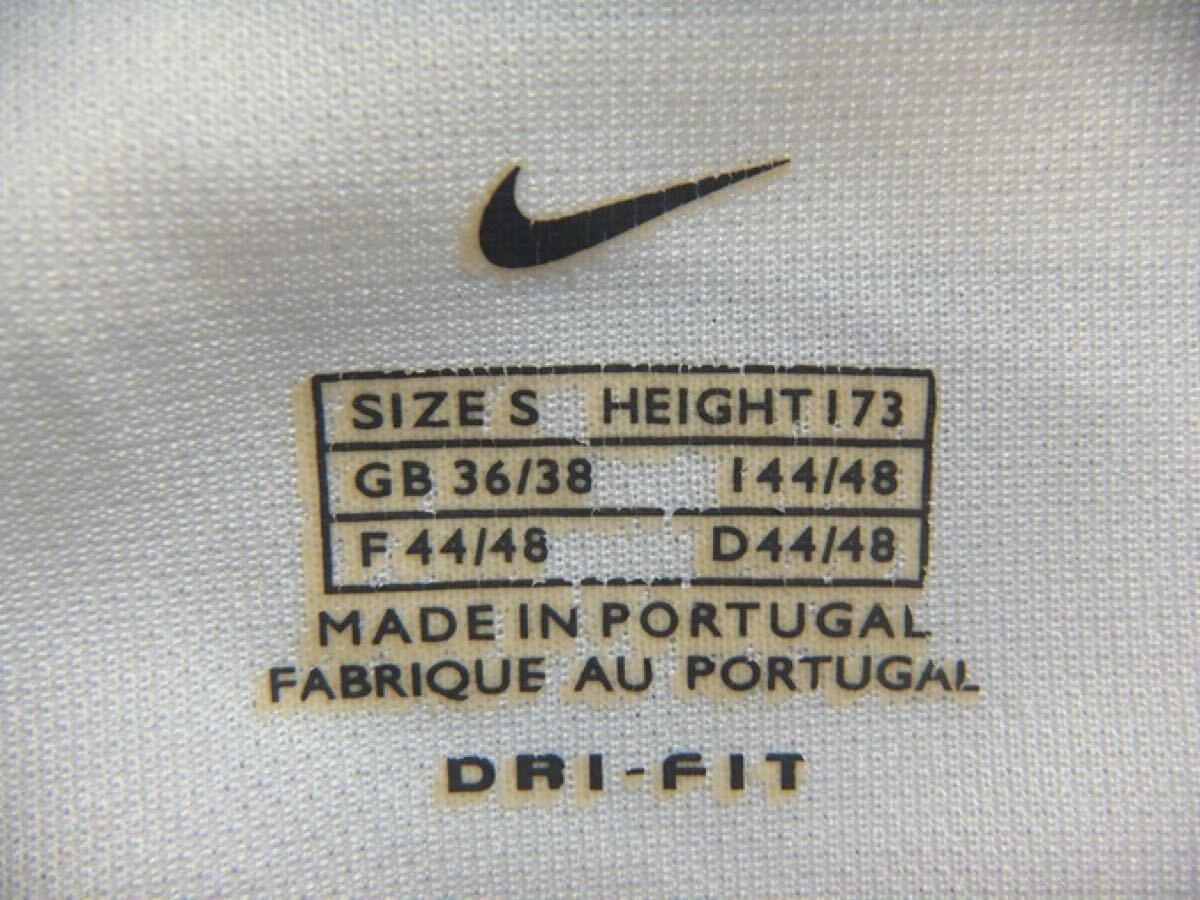 SIZE S HEIGHT 173
GB 36/38 I 44/48
F 44/48 D 44/48
MADE IN PORTUGAL
FABRIQUE AU PORTUGAL
DRI-FIT